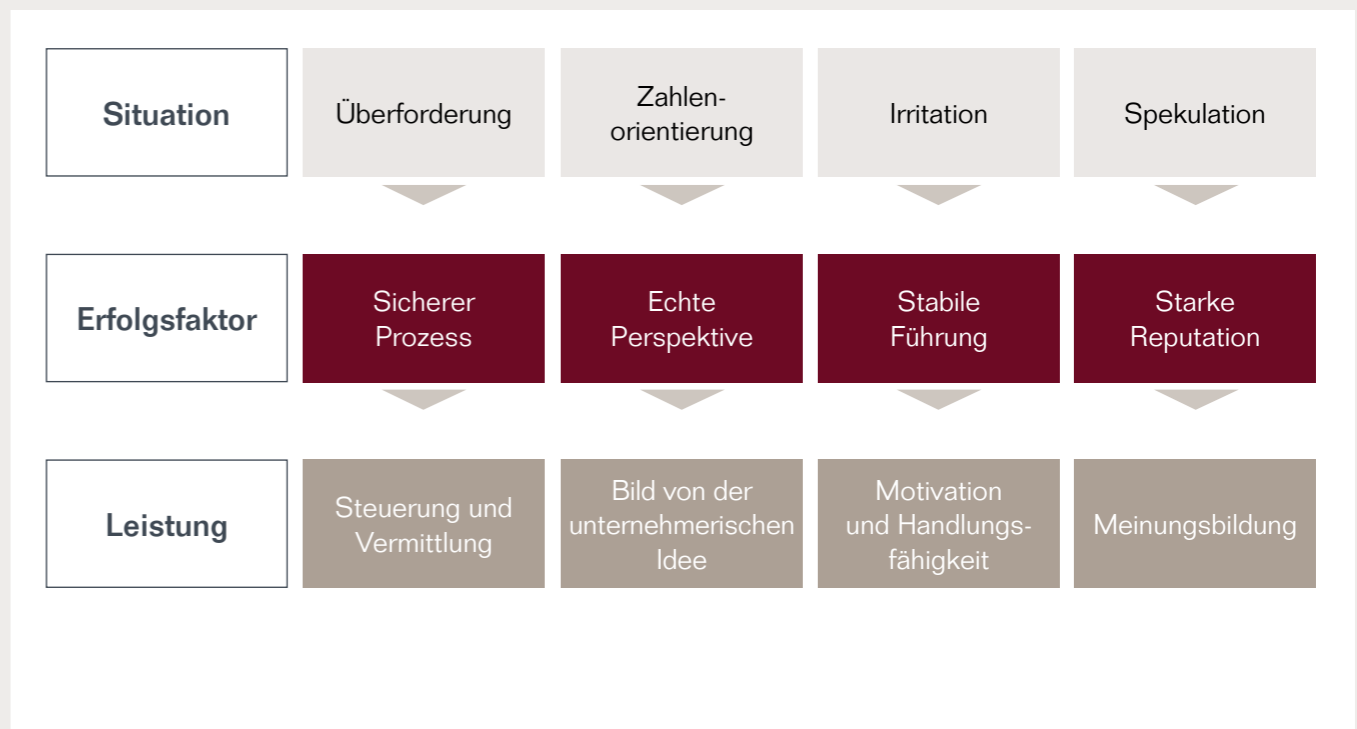 Situation
Überforderung
Zahlen-
orientierung
Irritation
Spekulation
Erfolgsfaktor
Sicherer
Prozess
Echte
Perspektive
Stabile
Führung
Starke
Reputation
Leistung
Steuerung und
Vermittlung
Bild von der
unternehmerischen
Idee
Motivation
und Handlungs-
fähigkeit
Meinungsbildung